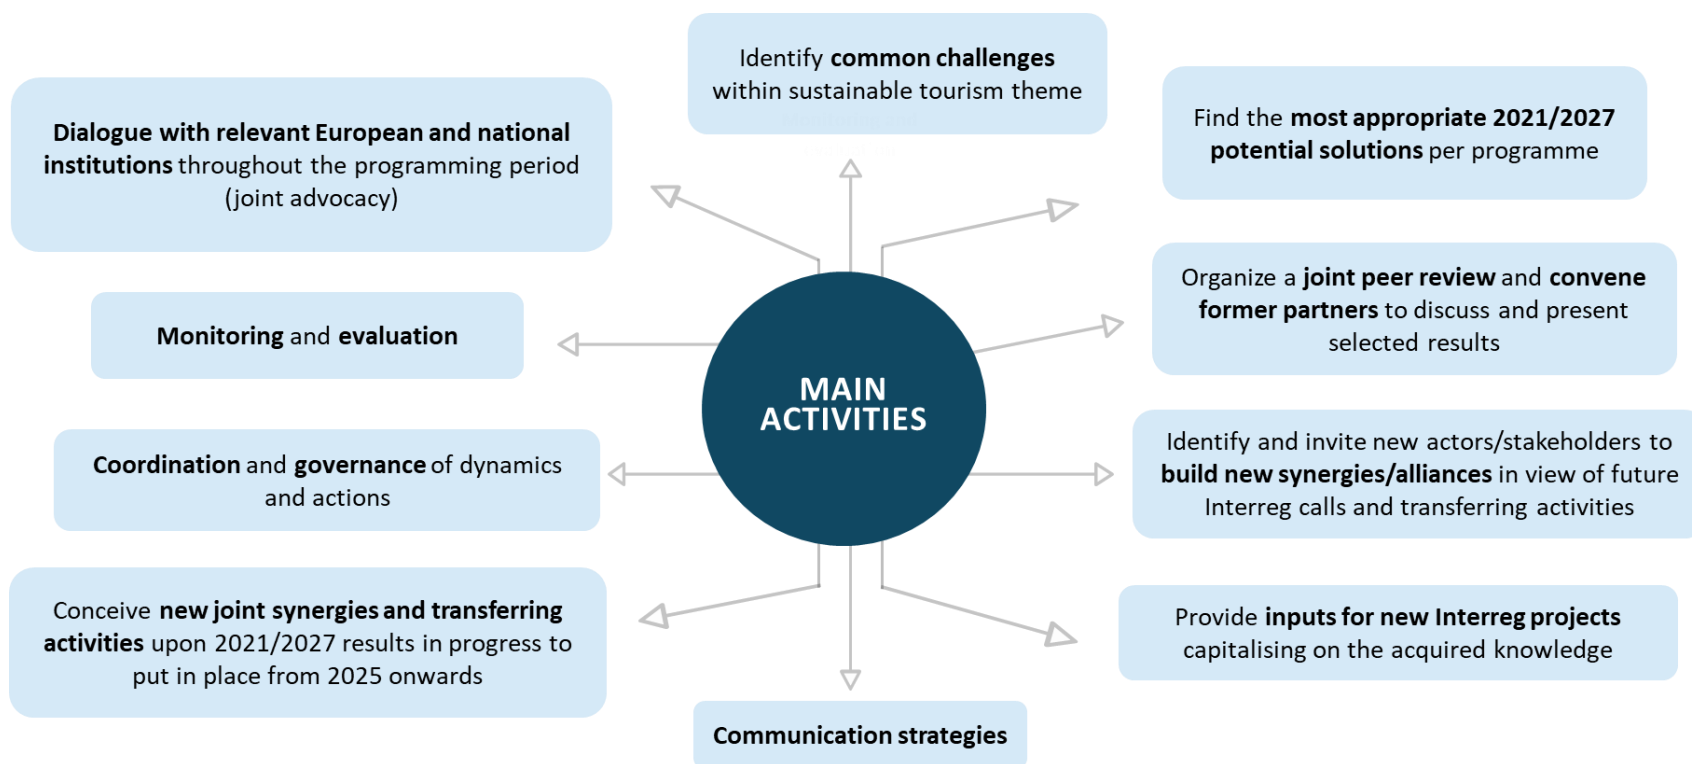 Identify common challenges
within sustainable tourism theme
Find the most appropriate 2021/2027
potential solutions per programme
Organize a joint peer review and convene
former partners to discuss and present
selected results
Identify and invite new actors/stakeholders to
build new synergies/alliances in view of future
Interreg calls and transferring activities
Provide inputs for new Interreg projects
capitalising on the acquired knowledge
Communication strategies
Conceive new joint synergies and transferring
activities upon 2021/2027 results in progress to
put in place from 2025 onwards
Coordination and governance of dynamics
and actions
Monitoring and evaluation
Dialogue with relevant European and national
institutions throughout the programming period
(joint advocacy)
MAIN
ACTIVITIES